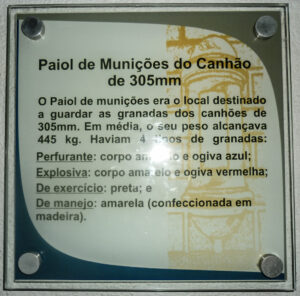 Paiol de Munições do Canhão
de 305mm
O Paiol de munições era o local destinado
a guardar as granadas dos canhões de
305mm. Em média, o seu peso alcançava
445 kg. Haviam 4 tipos de granadas:
Perfurante: corpo amarelo e ogiva azul;
Explosiva: corpo amarelo e ogiva vermelha;
De exercício: preta; e
De manejo: amarela (confeccionada em
madeira).